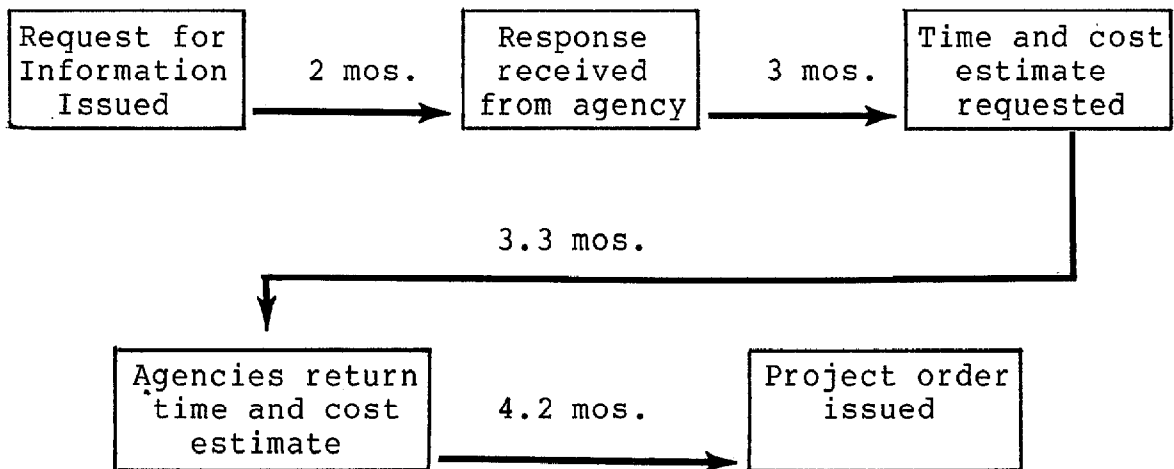 Request for
Information
Issued
2 mos.
Response
received
from agency
3 mos.
Time and cost
estimate
requested
3.3 mos.
Agencies return
time and cost
estimate
4.2 mos.
Project order
issued